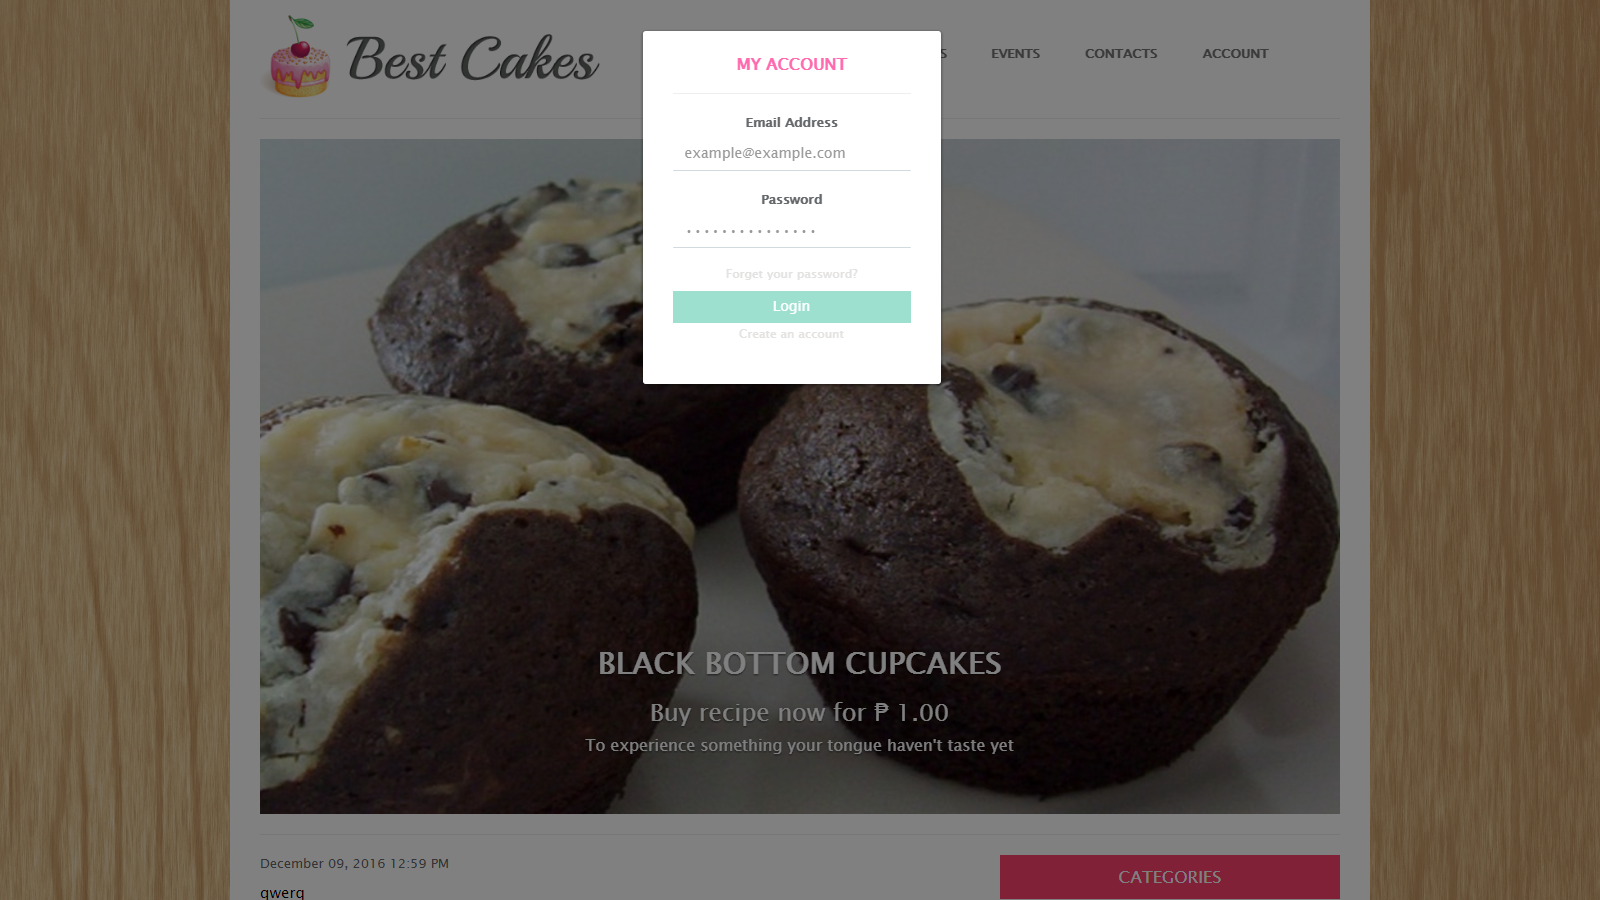 Best Cakes
S EVENTS CONTACTS ACCOUNT
MY ACCOUNT
Email Address
example@example.com
Password
Forget your password?
Login
Create an account
BLACK BOTTOM CUPCAKES
Buy recipe now for ₱ 1.00
To experience something your tongue haven't taste yet
December 09, 2016 12:59 PM
qwerq
CATEGORIES